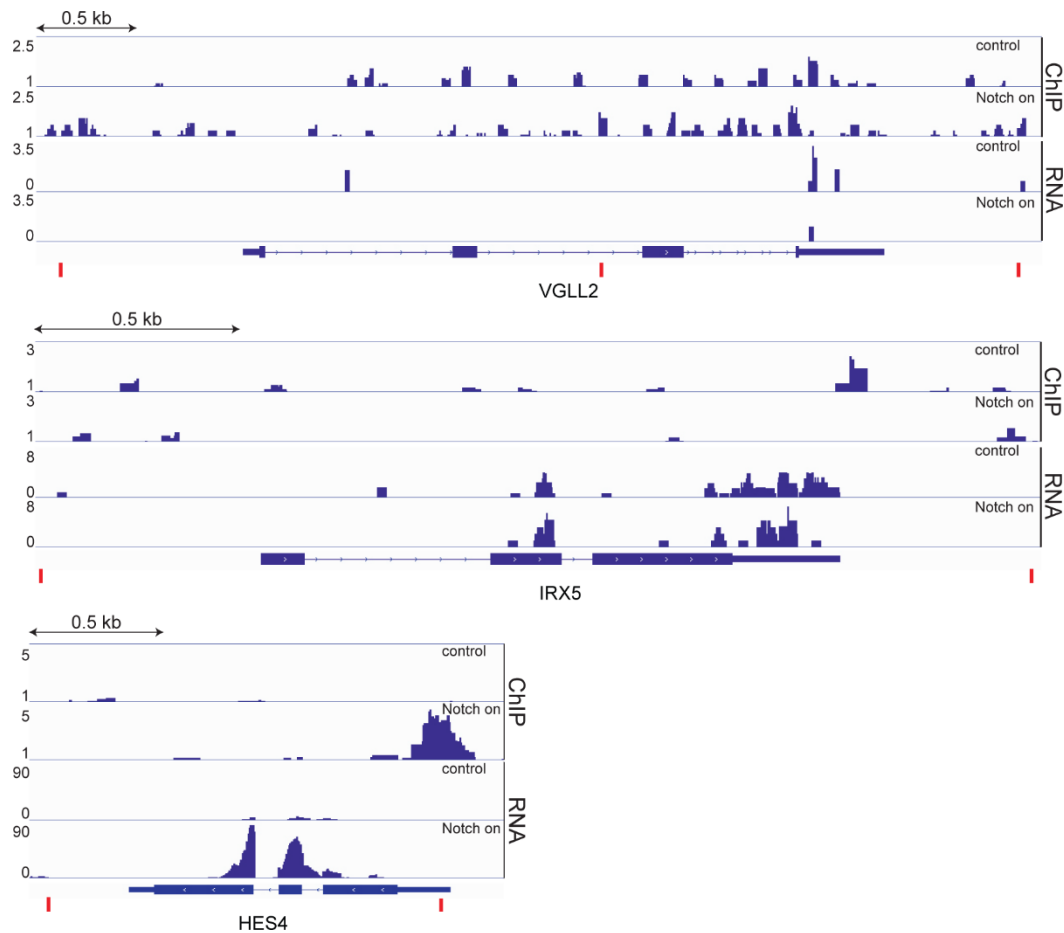 0.5 kb
2.5
control
1
ChIP
2.5
Notch on
1
3.5
control
0
RNA
3.5
Notch on
0
VGLL2
0.5 kb
3
control
1
ChIP
3
Notch on
1
8
control
0
RNA
8
Notch on
0
IRX5
0.5 kb
5
control
1
ChIP
5
Notch on
1
90
control
0
RNA
90
Notch on
0
HES4